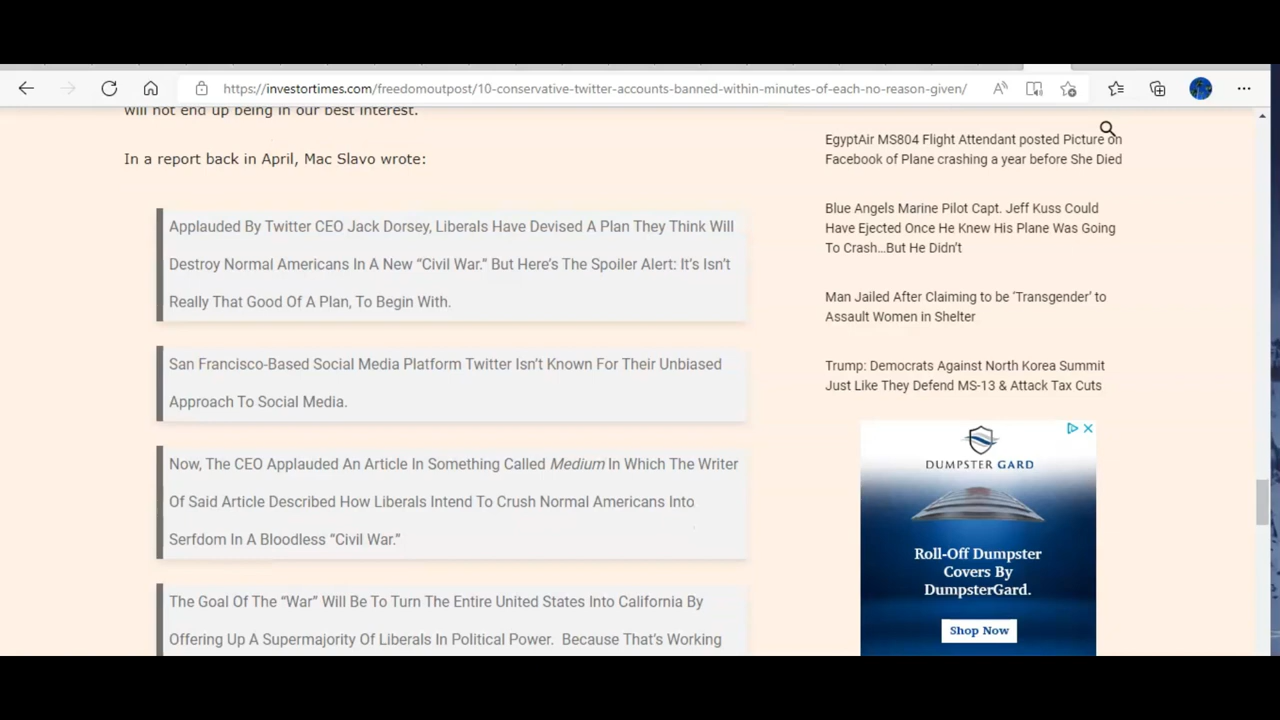 https://investortimes.com/freedomoutpost/10-conservative-twitter-accounts-banned-within-minutes-of-each-no-reason-given/
will not end up being in our best interest.
In a report back in April, Mac Slavo wrote:
Applauded By Twitter CEO Jack Dorsey, Liberals Have Devised A Plan They Think Will
Destroy Normal Americans In A New “Civil War.” But Here’s The Spoiler Alert: It’s Isn’t
Really That Good Of A Plan, To Begin With.
San Francisco-Based Social Media Platform Twitter Isn’t Known For Their Unbiased
Approach To Social Media.
Now, The CEO Applauded An Article In Something Called Medium In Which The Writer
Of Said Article Described How Liberals Intend To Crush Normal Americans Into
Serfdom In A Bloodless “Civil War.”
The Goal Of The “War” Will Be To Turn The Entire United States Into California By
Offering Up A Supermajority Of Liberals In Political Power.  Because That’s Working
EgyptAir MS804 Flight Attendant posted Picture on
Facebook of Plane crashing a year before She Died
Blue Angels Marine Pilot Capt. Jeff Kuss Could
Have Ejected Once He Knew His Plane Was Going
To Crash…But He Didn’t
Man Jailed After Claiming to be ‘Transgender’ to
Assault Women in Shelter
Trump: Democrats Against North Korea Summit
Just Like They Defend MS-13 & Attack Tax Cuts
DUMPSTER GARD
Roll-Off Dumpster
Covers By
DumpsterGard.
Shop Now